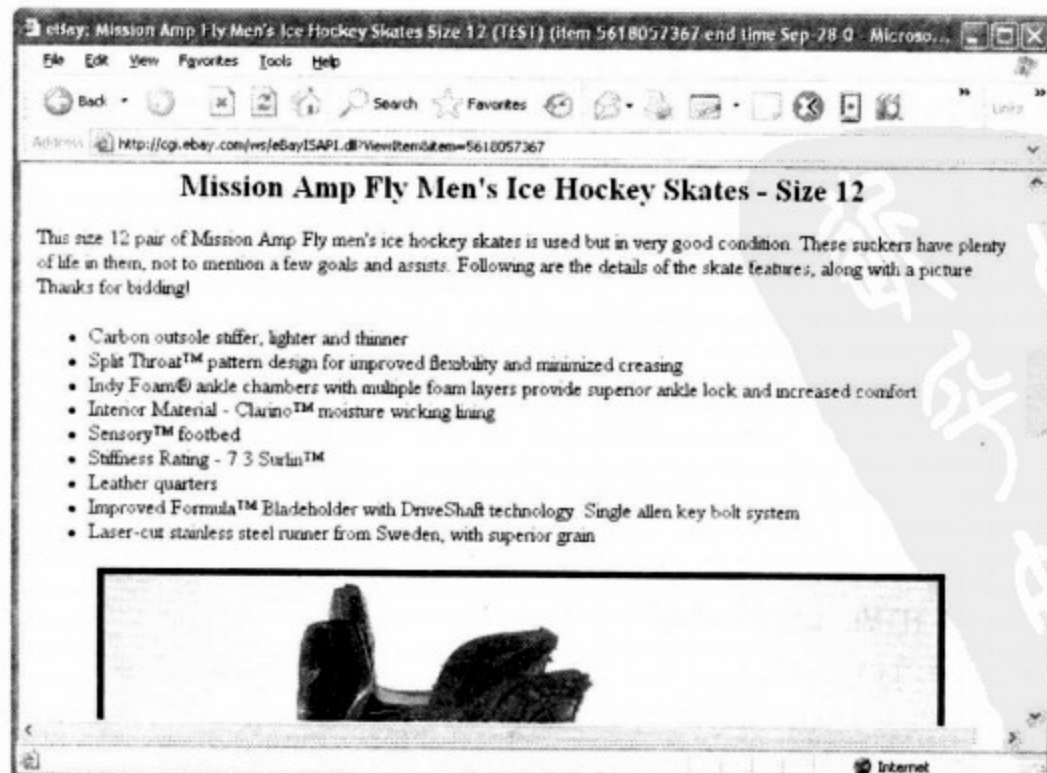 eBay: Mission Amp Fly Men's Ice Hockey Skates Size 12 (TEST) (item 5618057367 end time Sep-28-0 - Microso...
File Edit View Favorites Tools Help
Back Search Favorites Links
Address http://cgi.ebay.com/ws/eBayISAPI.dll?ViewItem&item=5618057367
Mission Amp Fly Men's Ice Hockey Skates - Size 12
This size 12 pair of Mission Amp Fly men's ice hockey skates is used but in very good condition. These suckers have plenty
of life in them, not to mention a few goals and assists. Following are the details of the skate features, along with a picture.
Thanks for bidding!
• Carbon outsole stiffer, lighter and thinner
• Split Throat™ pattern design for improved flexibility and minimized creasing
• Indy Foam® ankle chambers with multiple foam layers provide superior ankle lock and increased comfort
• Interior Material - Clarino™ moisture wicking lining
• Sensory™ footbed
• Stiffness Rating - 7.3 Surlin™
• Leather quarters
• Improved Formula™ Bladeholder with DriveShaft technology. Single allen key bolt system
• Laser-cut stainless steel runner from Sweden, with superior grain
Internet